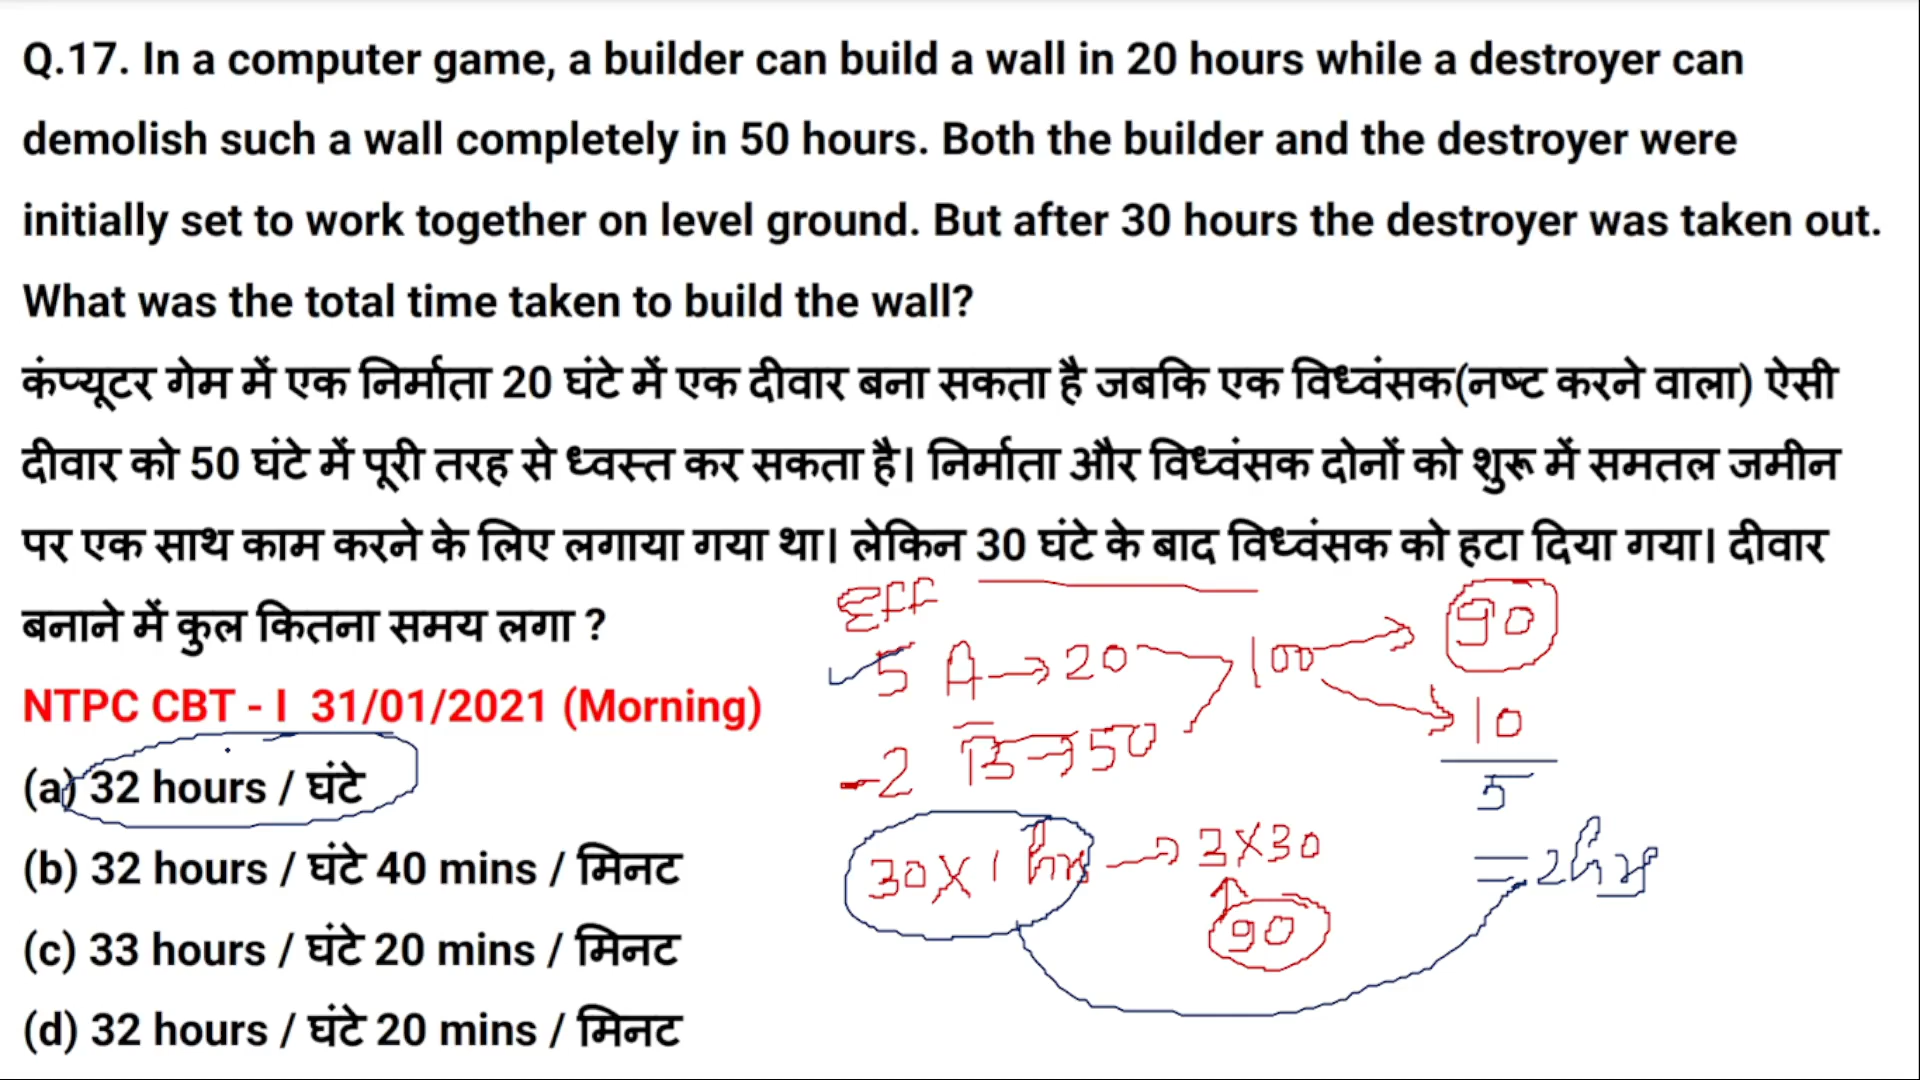 Q.17. In a computer game, a builder can build a wall in 20 hours while a destroyer can
demolish such a wall completely in 50 hours. Both the builder and the destroyer were
initially set to work together on level ground. But after 30 hours the destroyer was taken out.
What was the total time taken to build the wall?
कंप्यूटर गेम में एक निर्माता 20 घंटे में एक दीवार बना सकता है जबकि एक विध्वंसक(नष्ट करने वाला) ऐसी
दीवार को 50 घंटे में पूरी तरह से ध्वस्त कर सकता है। निर्माता और विध्वंसक दोनों को शुरू में समतल जमीन
पर एक साथ काम करने के लिए लगाया गया था। लेकिन 30 घंटे के बाद विध्वंसक को हटा दिया गया। दीवार
बनाने में कुल कितना समय लगा ?
NTPC CBT - I 31/01/2021 (Morning)
(a) 32 hours / घंटे
(b) 32 hours / घंटे 40 mins / मिनट
(c) 33 hours / घंटे 20 mins / मिनट
(d) 32 hours / घंटे 20 mins / मिनट
Eff
5 A → 20 100 → 90
-2 B → 50 10
5
30 X 1 hr → 3 X 30 = 2 hrs
90